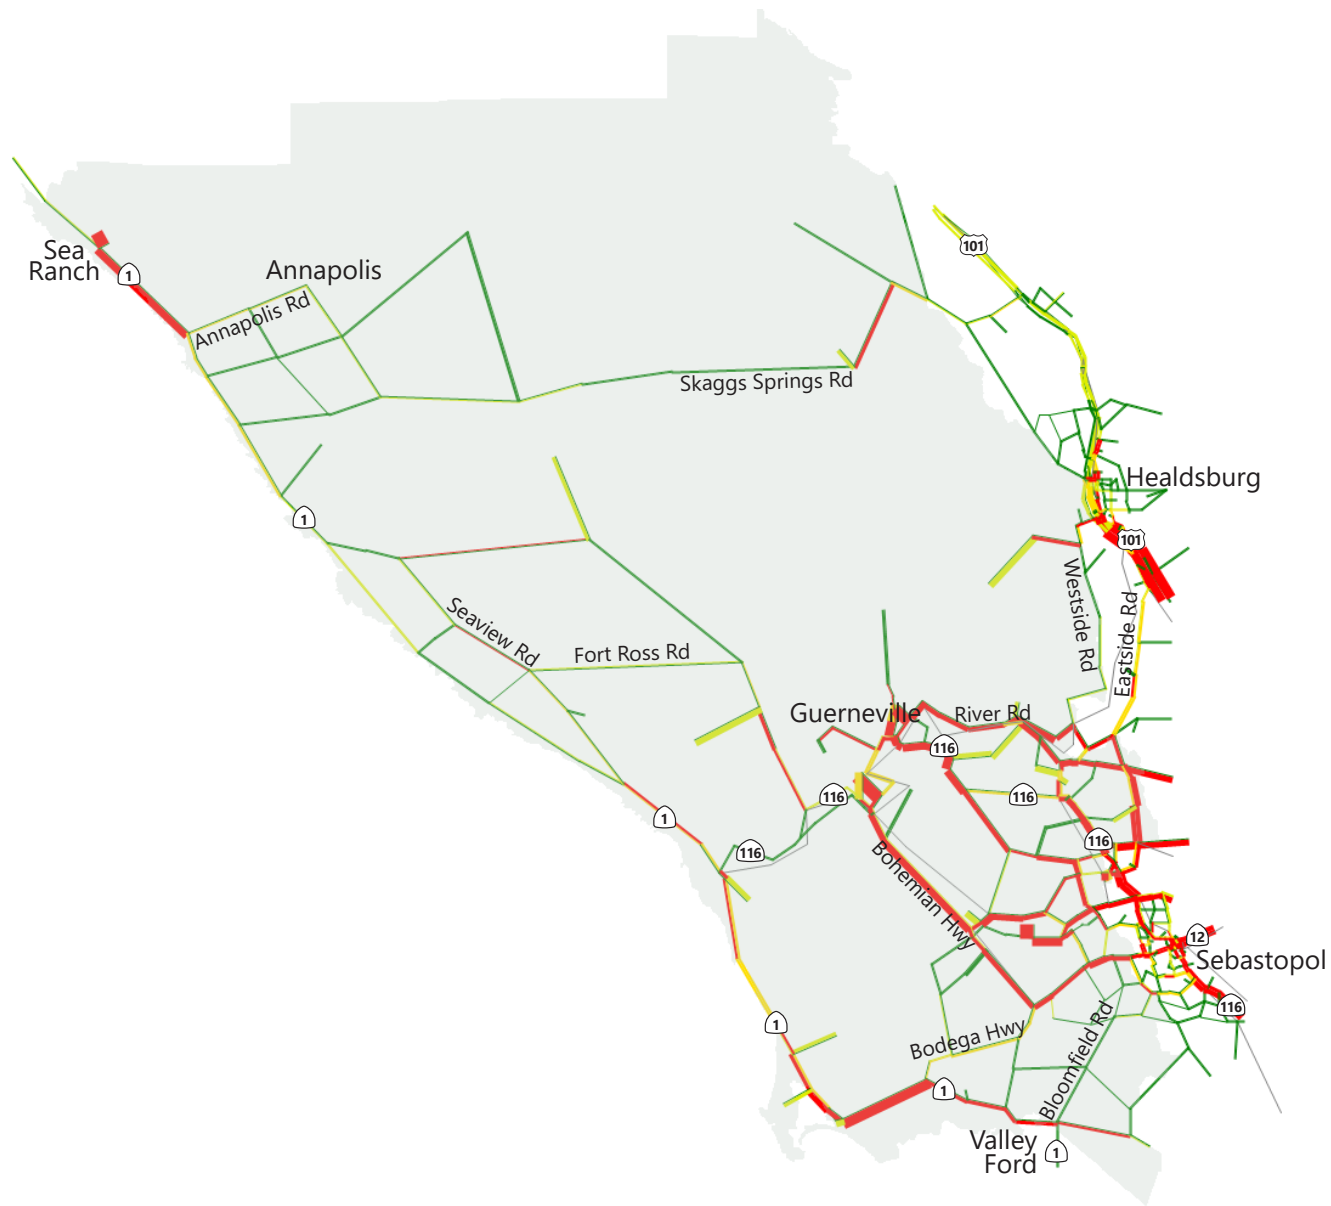 101
Sea
Ranch
1
Annapolis
Annapolis Rd
Skaggs Springs Rd
Healdsburg
1
101
Westside Rd
Eastside Rd
Seaview Rd
Fort Ross Rd
Guerneville
River Rd
116
116
116
1
116
116
Bohemian Hwy
12
Sebastopol
116
1
Bodega Hwy
Bloomfield Rd
1
Valley
Ford
1